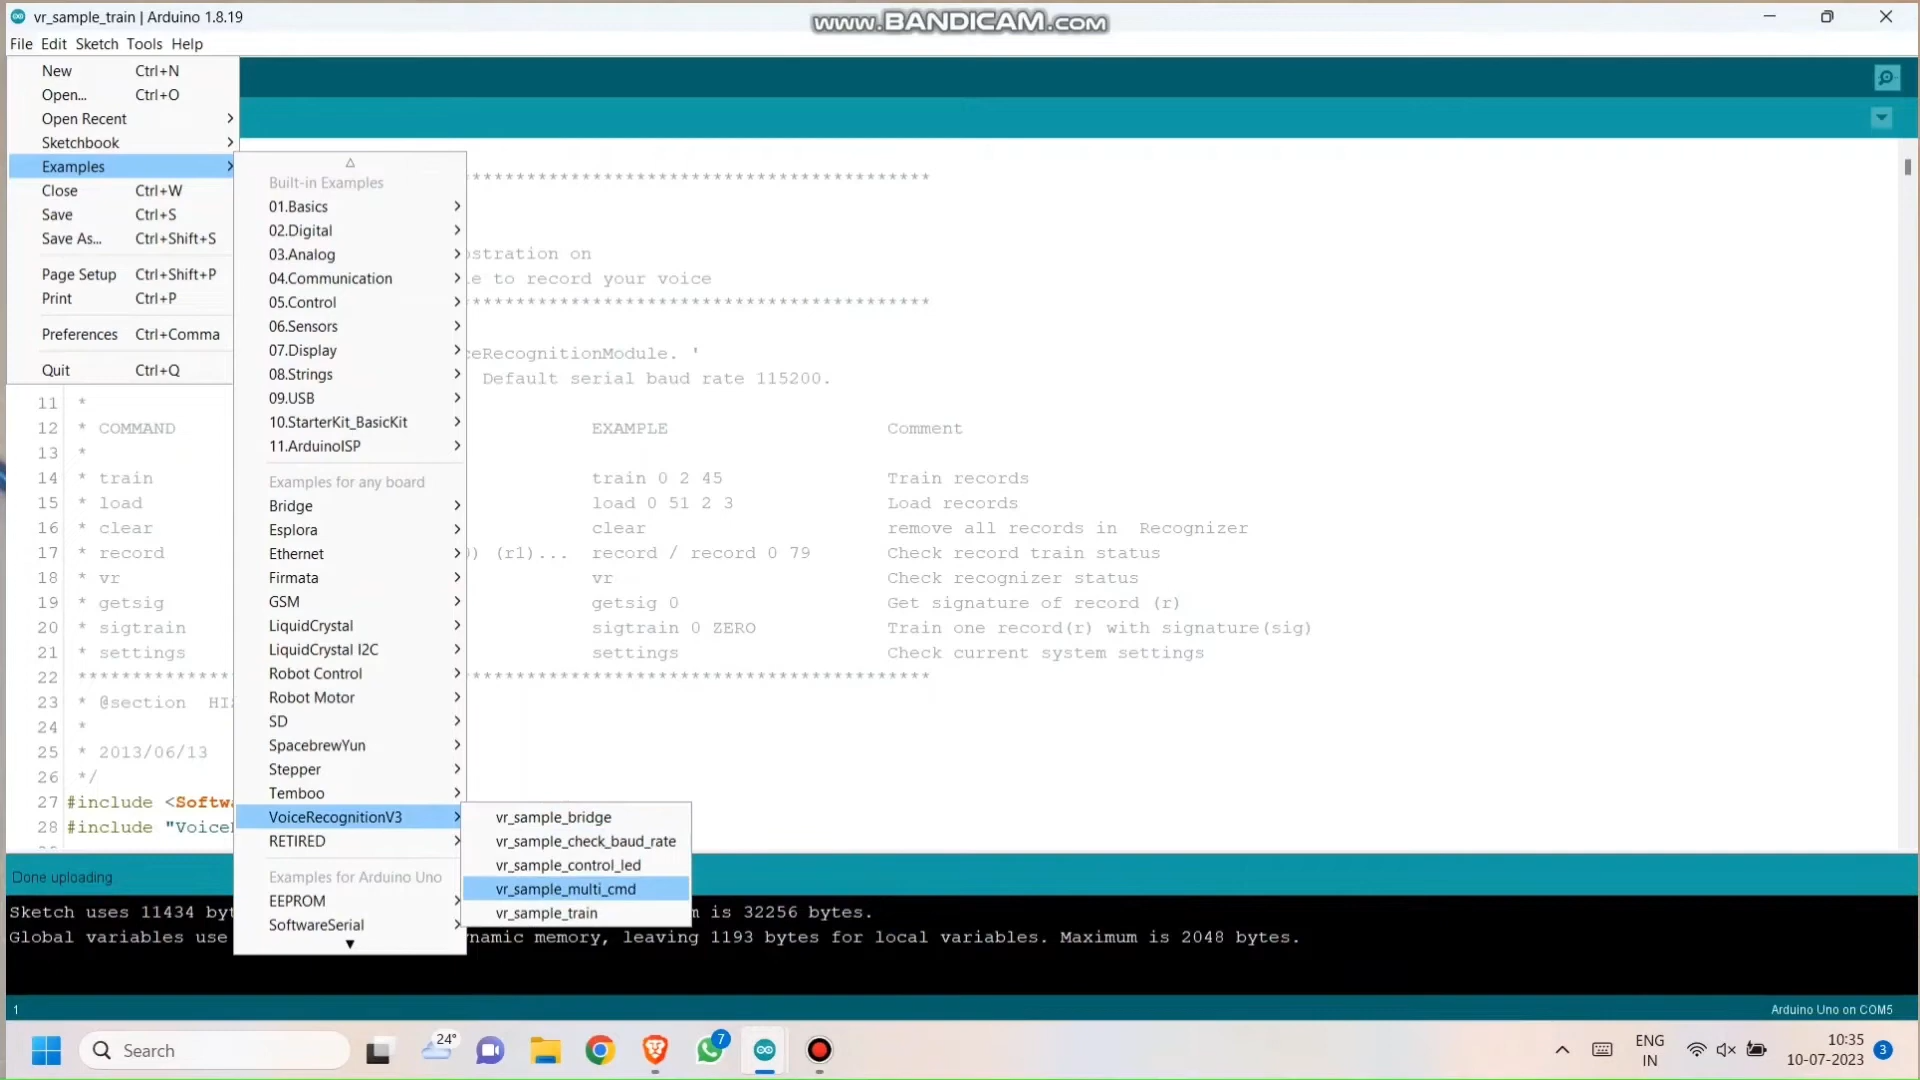 vr_sample_train | Arduino 1.8.19
www.BANDICAM.com
File Edit Sketch Tools Help
New Ctrl+N
Open... Ctrl+O
Open Recent
Sketchbook
Examples
Close Ctrl+W
Save Ctrl+S
Save As... Ctrl+Shift+S
Page Setup Ctrl+Shift+P
Print Ctrl+P
Preferences Ctrl+Comma
Quit Ctrl+Q
Built-in Examples
01.Basics
02.Digital
03.Analog
04.Communication
05.Control
06.Sensors
07.Display
08.Strings
09.USB
10.StarterKit_BasicKit
11.ArduinoISP
Examples for any board
Bridge
Esplora
Ethernet
Firmata
GSM
LiquidCrystal
LiquidCrystal I2C
Robot Control
Robot Motor
SD
SpacebrewYun
Stepper
Temboo
VoiceRecognitionV3
RETIRED
Examples for Arduino Uno
EEPROM
SoftwareSerial
vr_sample_bridge
vr_sample_check_baud_rate
vr_sample_control_led
vr_sample_multi_cmd
vr_sample_train
******************************************
stration on
e to record your voice
******************************************
eRecognitionModule. '
Default serial baud rate 115200.
11 *
12 * COMMAND EXAMPLE Comment
13 *
14 * train train 0 2 45 Train records
15 * load load 0 51 2 3 Load records
16 * clear clear remove all records in Recognizer
17 * record ) (r1)... record / record 0 79 Check record train status
18 * vr vr Check recognizer status
19 * getsig getsig 0 Get signature of record (r)
20 * sigtrain sigtrain 0 ZERO Train one record(r) with signature(sig)
21 * settings settings Check current system settings
22 ************** ******************************************
23 * @section HI
24 *
25 * 2013/06/13
26 */
27 #include <Softw
28 #include "Voice
Done uploading
Sketch uses 11434 byt m is 32256 bytes.
Global variables use namic memory, leaving 1193 bytes for local variables. Maximum is 2048 bytes.
1 Arduino Uno on COM5
Search
24°
7
ENG
IN
10:35
10-07-2023
3